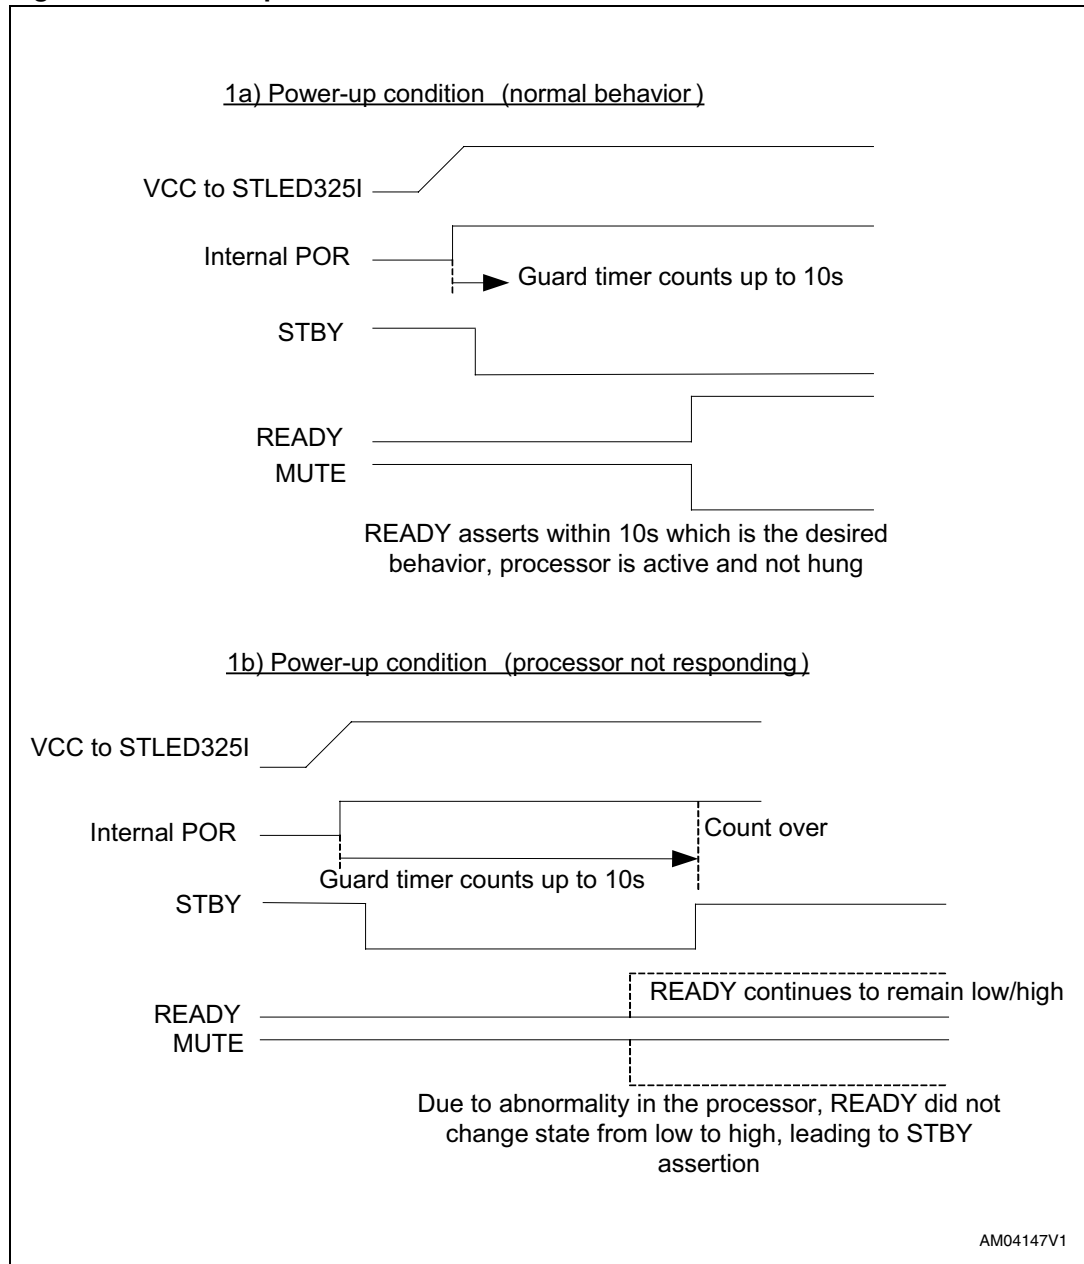 1a) Power-up condition (normal behavior)
VCC to STLED325I
Internal POR
Guard timer counts up to 10s
STBY
READY
MUTE
READY asserts within 10s which is the desired
behavior, processor is active and not hung
1b) Power-up condition (processor not responding)
VCC to STLED325I
Internal POR
Count over
Guard timer counts up to 10s
STBY
READY continues to remain low/high
READY
MUTE
Due to abnormality in the processor, READY did not
change state from low to high, leading to STBY
assertion
AM04147V1